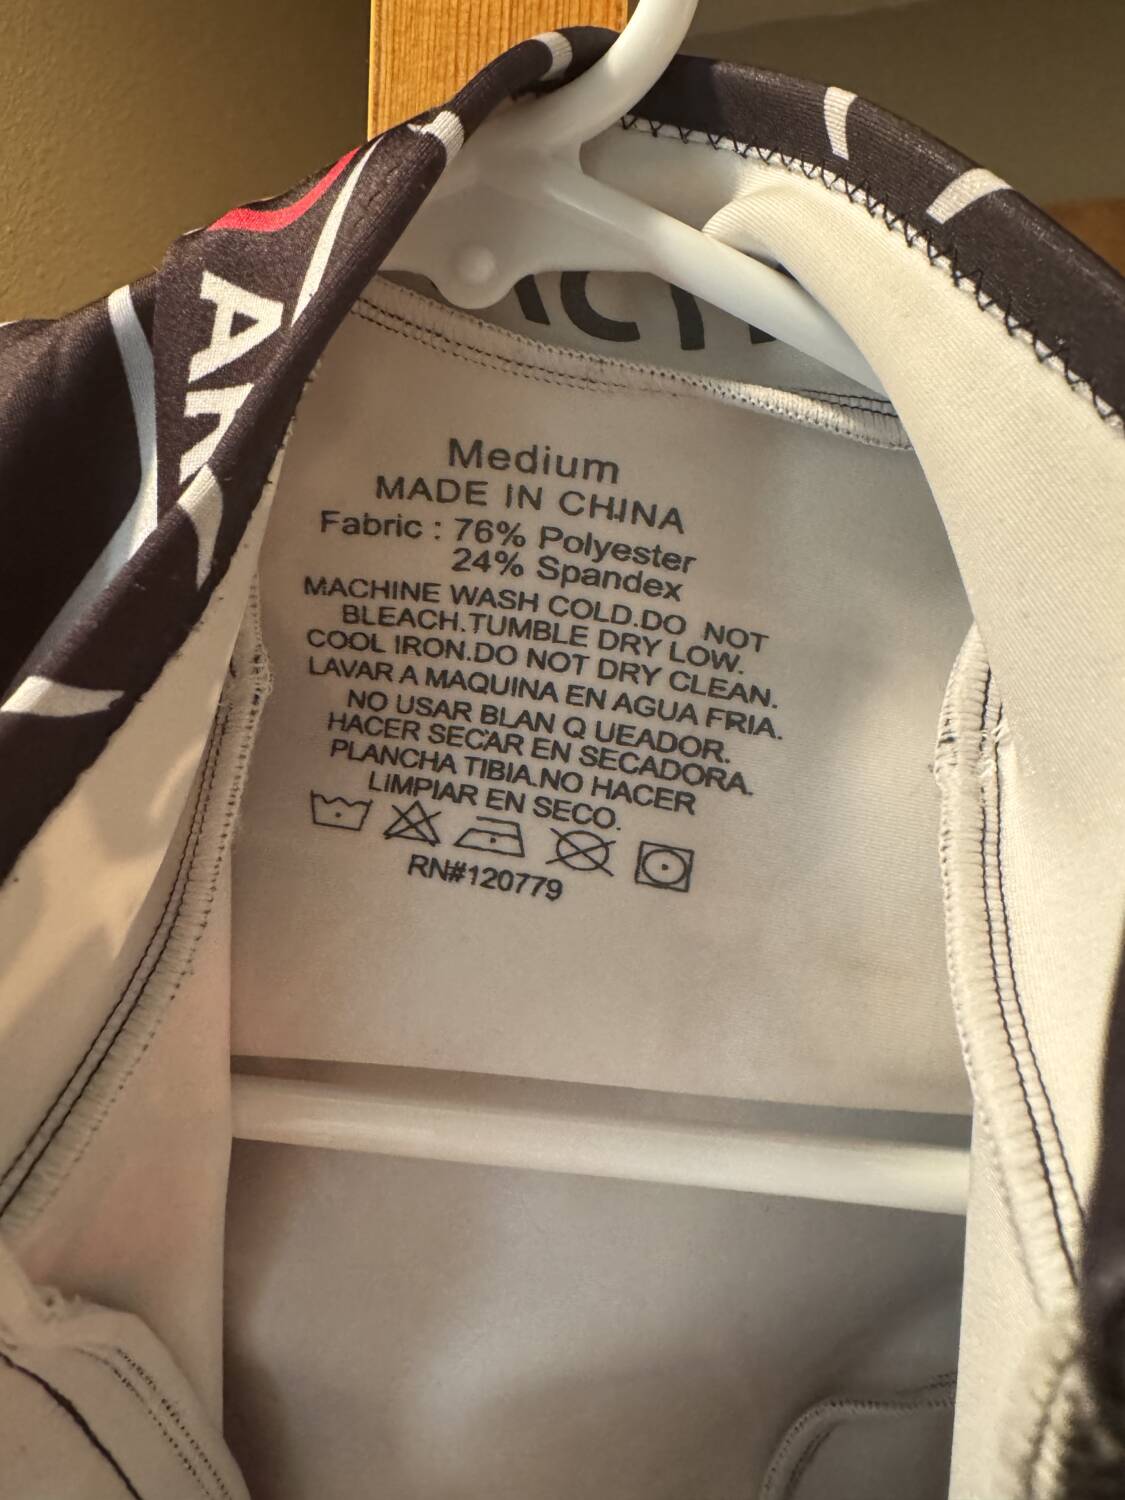 Medium
MADE IN CHINA
Fabric : 76% Polyester
24% Spandex
MACHINE WASH COLD.DO NOT
BLEACH.TUMBLE DRY LOW.
COOL IRON.DO NOT DRY CLEAN.
LAVAR A MAQUINA EN AGUA FRIA.
NO USAR BLAN Q UEADOR.
HACER SECAR EN SECADORA.
PLANCHA TIBIA.NO HACER
LIMPIAR EN SECO.
RN#120779